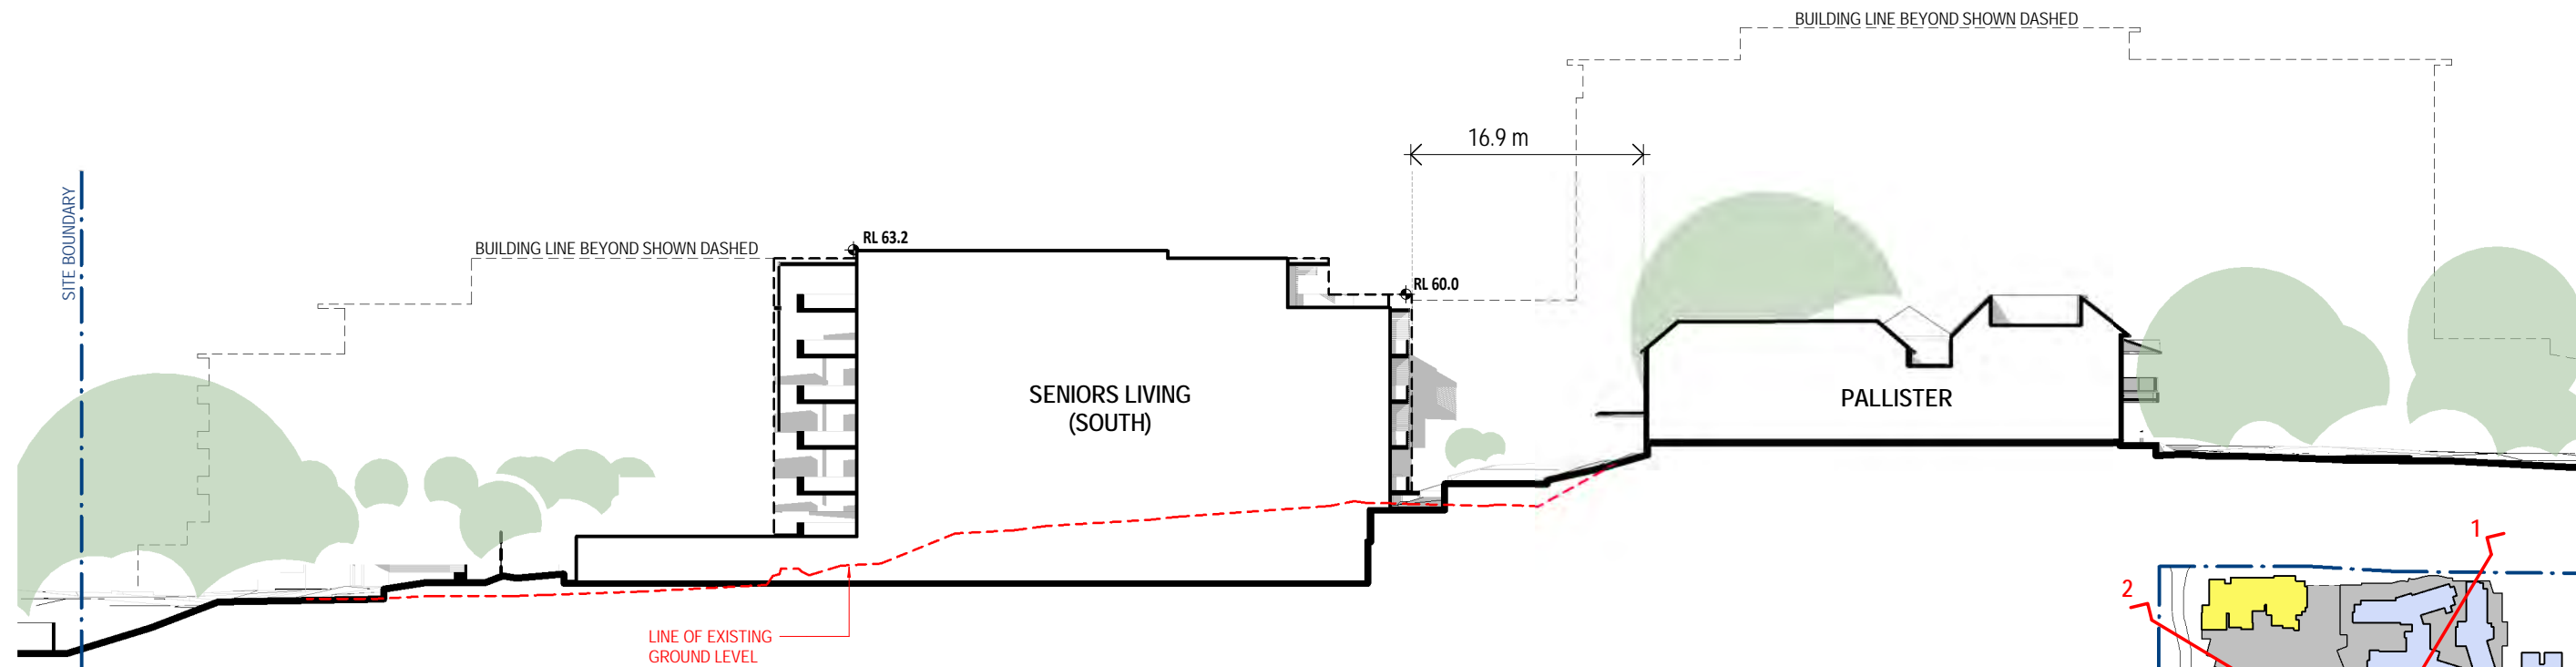 BUILDING LINE BEYOND SHOWN DASHED
16.9 m
SITE BOUNDARY
BUILDING LINE BEYOND SHOWN DASHED
RL 63.2
RL 60.0
SENIORS LIVING
(SOUTH)
PALLISTER
LINE OF EXISTING
GROUND LEVEL
1
2